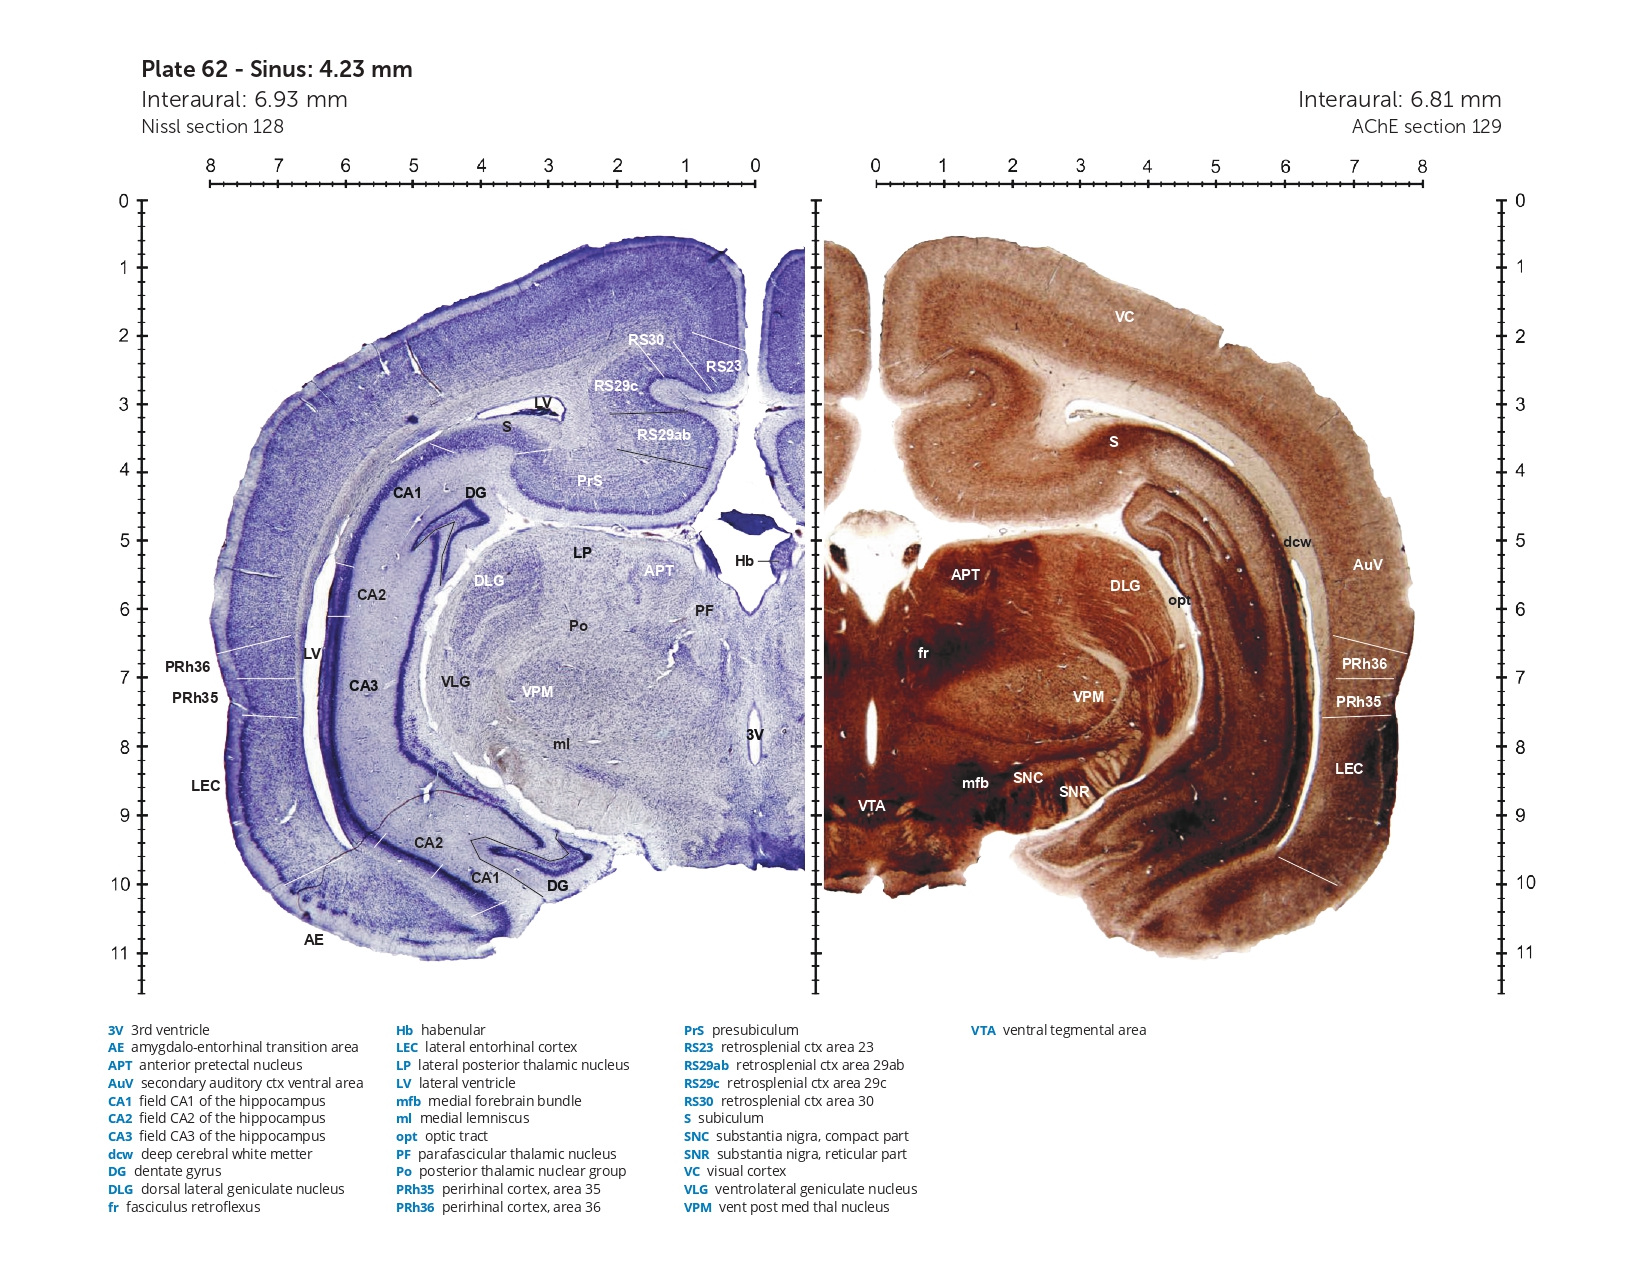 Plate 62 - Sinus: 4.23 mm
Interaural: 6.93 mm
Interaural: 6.81 mm
Nissl section 128
AChE section 129
8 7 6 5 4 3 2 1 0
0 1 2 3 4 5 6 7 8
0
1
2
3
4
5
6
7
8
9
10
11
RS30
RS23
RS29c
LV
S
RS29ab
PrS
CA1
DG
LP
Hb
APT
DLG
CA2
PF
Po
LV
PRh36
CA3
VLG
VPM
PRh35
3V
ml
LEC
CA2
CA1
DG
AE
VC
S
dcw
AuV
APT
DLG
opt
fr
PRh36
VPM
PRh35
LEC
SNC
mfb
SNR
VTA
0
1
2
3
4
5
6
7
8
9
10
11
3V 3rd ventricle
AE amygdalo-entorhinal transition area
APT anterior pretectal nucleus
AuV secondary auditory ctx ventral area
CA1 field CA1 of the hippocampus
CA2 field CA2 of the hippocampus
CA3 field CA3 of the hippocampus
dcw deep cerebral white metter
DG dentate gyrus
DLG dorsal lateral geniculate nucleus
fr fasciculus retroflexus
Hb habenular
LEC lateral entorhinal cortex
LP lateral posterior thalamic nucleus
LV lateral ventricle
mfb medial forebrain bundle
ml medial lemniscus
opt optic tract
PF parafascicular thalamic nucleus
Po posterior thalamic nuclear group
PRh35 perirhinal cortex, area 35
PRh36 perirhinal cortex, area 36
PrS presubiculum
RS23 retrosplenial ctx area 23
RS29ab retrosplenial ctx area 29ab
RS29c retrosplenial ctx area 29c
RS30 retrosplenial ctx area 30
S subiculum
SNC substantia nigra, compact part
SNR substantia nigra, reticular part
VC visual cortex
VLG ventrolateral geniculate nucleus
VPM vent post med thal nucleus
VTA ventral tegmental area